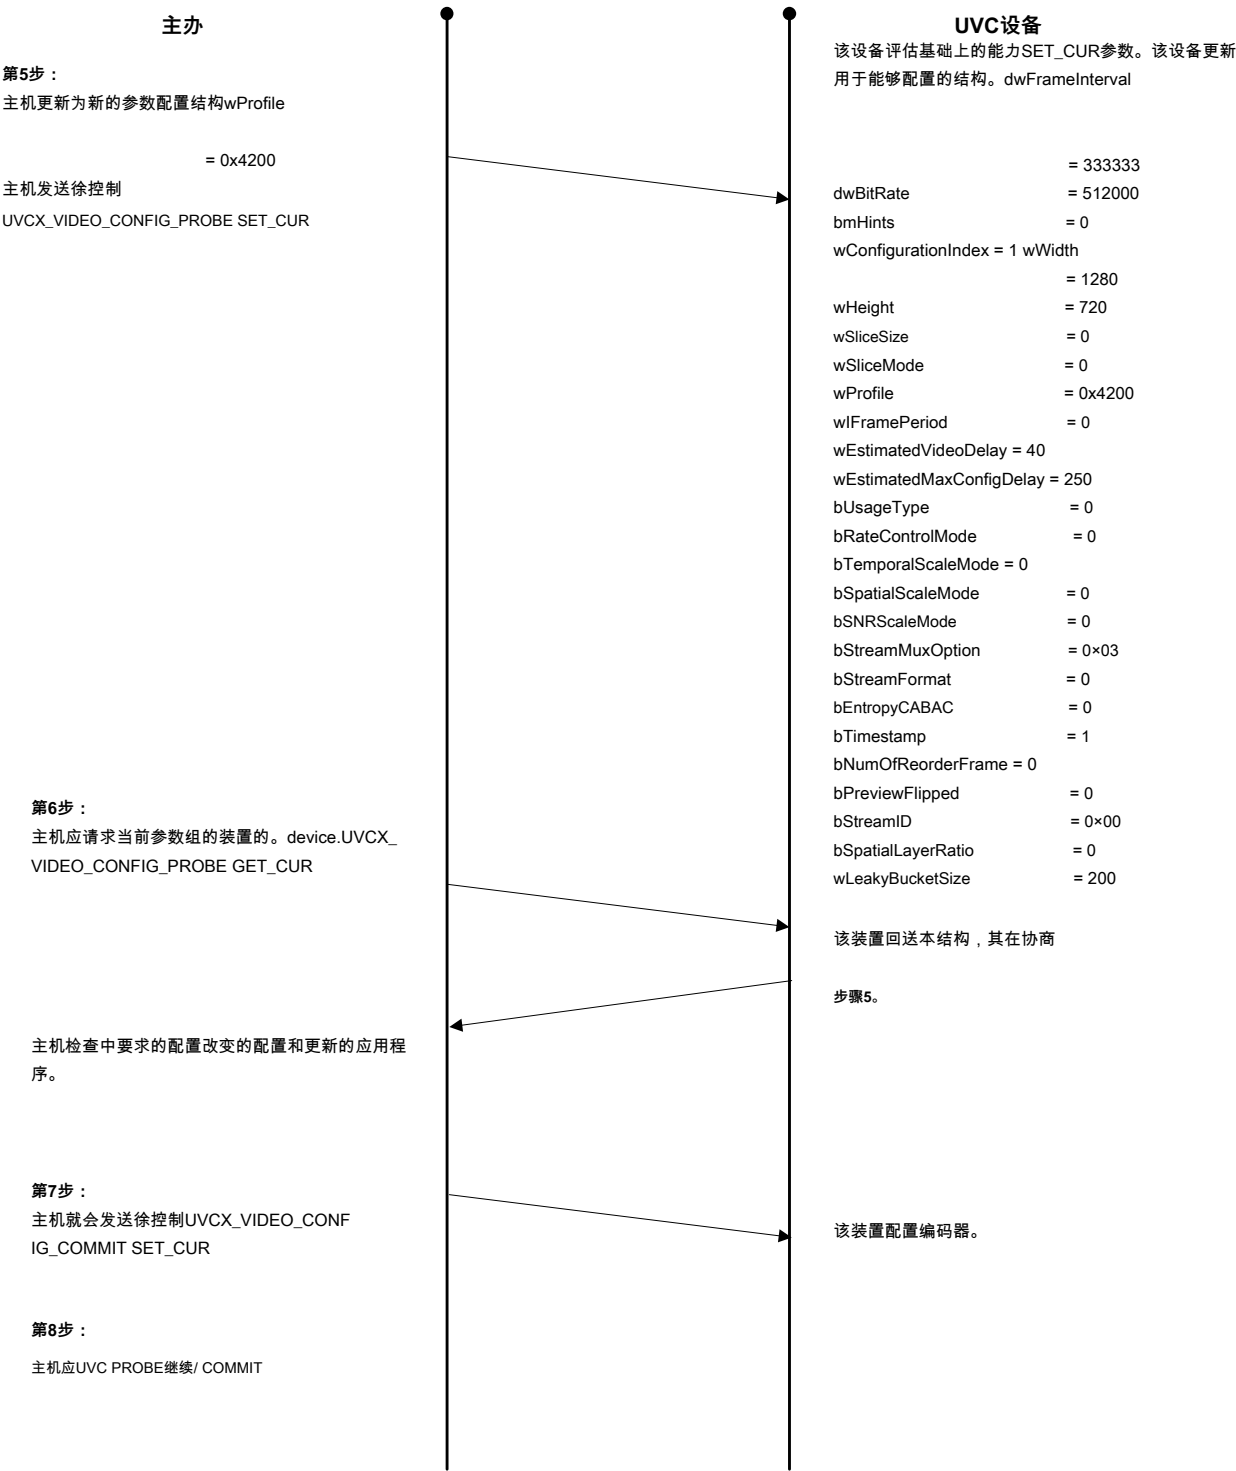 主办
第5步：
主机更新为新的参数配置结构wProfile
= 0x4200
主机发送徐控制
UVCX_VIDEO_CONFIG_PROBE SET_CUR
UVC设备
该设备评估基础上的能力SET_CUR参数。该设备更新
用于能够配置的结构。dwFrameInterval
= 333333
dwBitRate = 512000
bmHints = 0
wConfigurationIndex = 1 wWidth
= 1280
wHeight = 720
wSliceSize = 0
wSliceMode = 0
wProfile = 0x4200
wIFramePeriod = 0
wEstimatedVideoDelay = 40
wEstimatedMaxConfigDelay = 250
bUsageType = 0
bRateControlMode = 0
bTemporalScaleMode = 0
bSpatialScaleMode = 0
bSNRScaleMode = 0
bStreamMuxOption = 0×03
bStreamFormat = 0
bEntropyCABAC = 0
bTimestamp = 1
bNumOfReorderFrame = 0
bPreviewFlipped = 0
bStreamID = 0×00
bSpatialLayerRatio = 0
wLeakyBucketSize = 200
第6步：
主机应请求当前参数组的装置的。device.UVCX_
VIDEO_CONFIG_PROBE GET_CUR
该装置回送本结构，其在协商
步骤5。
主机检查中要求的配置改变的配置和更新的应用程
序。
第7步：
主机就会发送徐控制UVCX_VIDEO_CONF
IG_COMMIT SET_CUR
该装置配置编码器。
第8步：
主机应UVC PROBE继续/ COMMIT